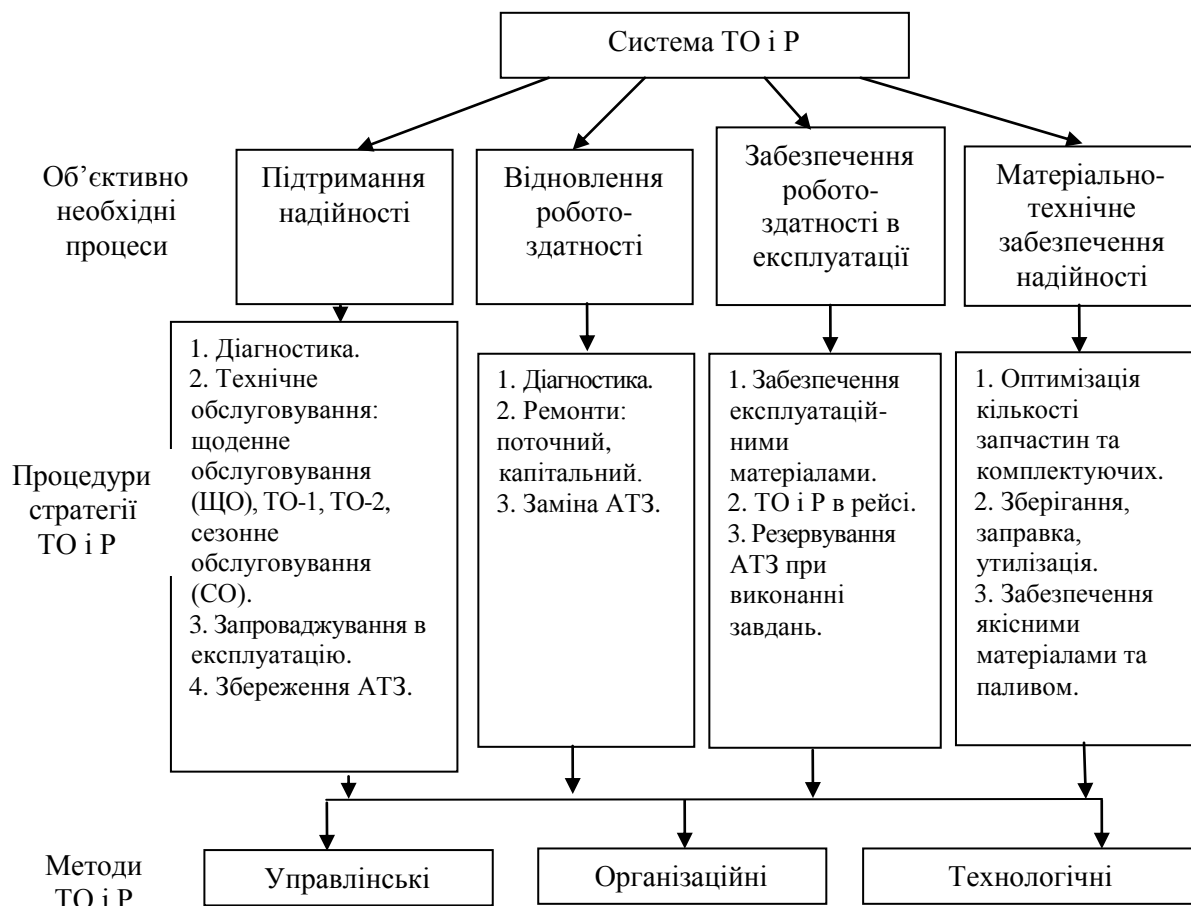 Система ТО і Р
Об’єктивно
необхідні
процеси
Підтримання
надійності
Відновлення
робото-
здатності
Забезпечення
робото-
здатності в
експлуатації
Матеріально-
технічне
забезпечення
надійності
Процедури
стратегії
ТО і Р
1. Діагностика.
2. Технічне
обслуговування:
щоденне
обслуговування
(ЩО), ТО-1, ТО-2,
сезонне
обслуговування
(СО).
3. Запроваджування в
експлуатацію.
4. Збереження АТЗ.
1. Діагностика.
2. Ремонти:
поточний,
капітальний.
3. Заміна АТЗ.
1. Забезпечення
експлуатацій-
ними
матеріалами.
2. ТО і Р в рейсі.
3. Резервування
АТЗ при
виконанні
завдань.
1. Оптимізація
кількості
запчастин та
комплектуючих.
2. Зберігання,
заправка,
утилізація.
3. Забезпечення
якісними
матеріалами та
паливом.
Методи
ТО і Р
Управлінські
Організаційні
Технологічні